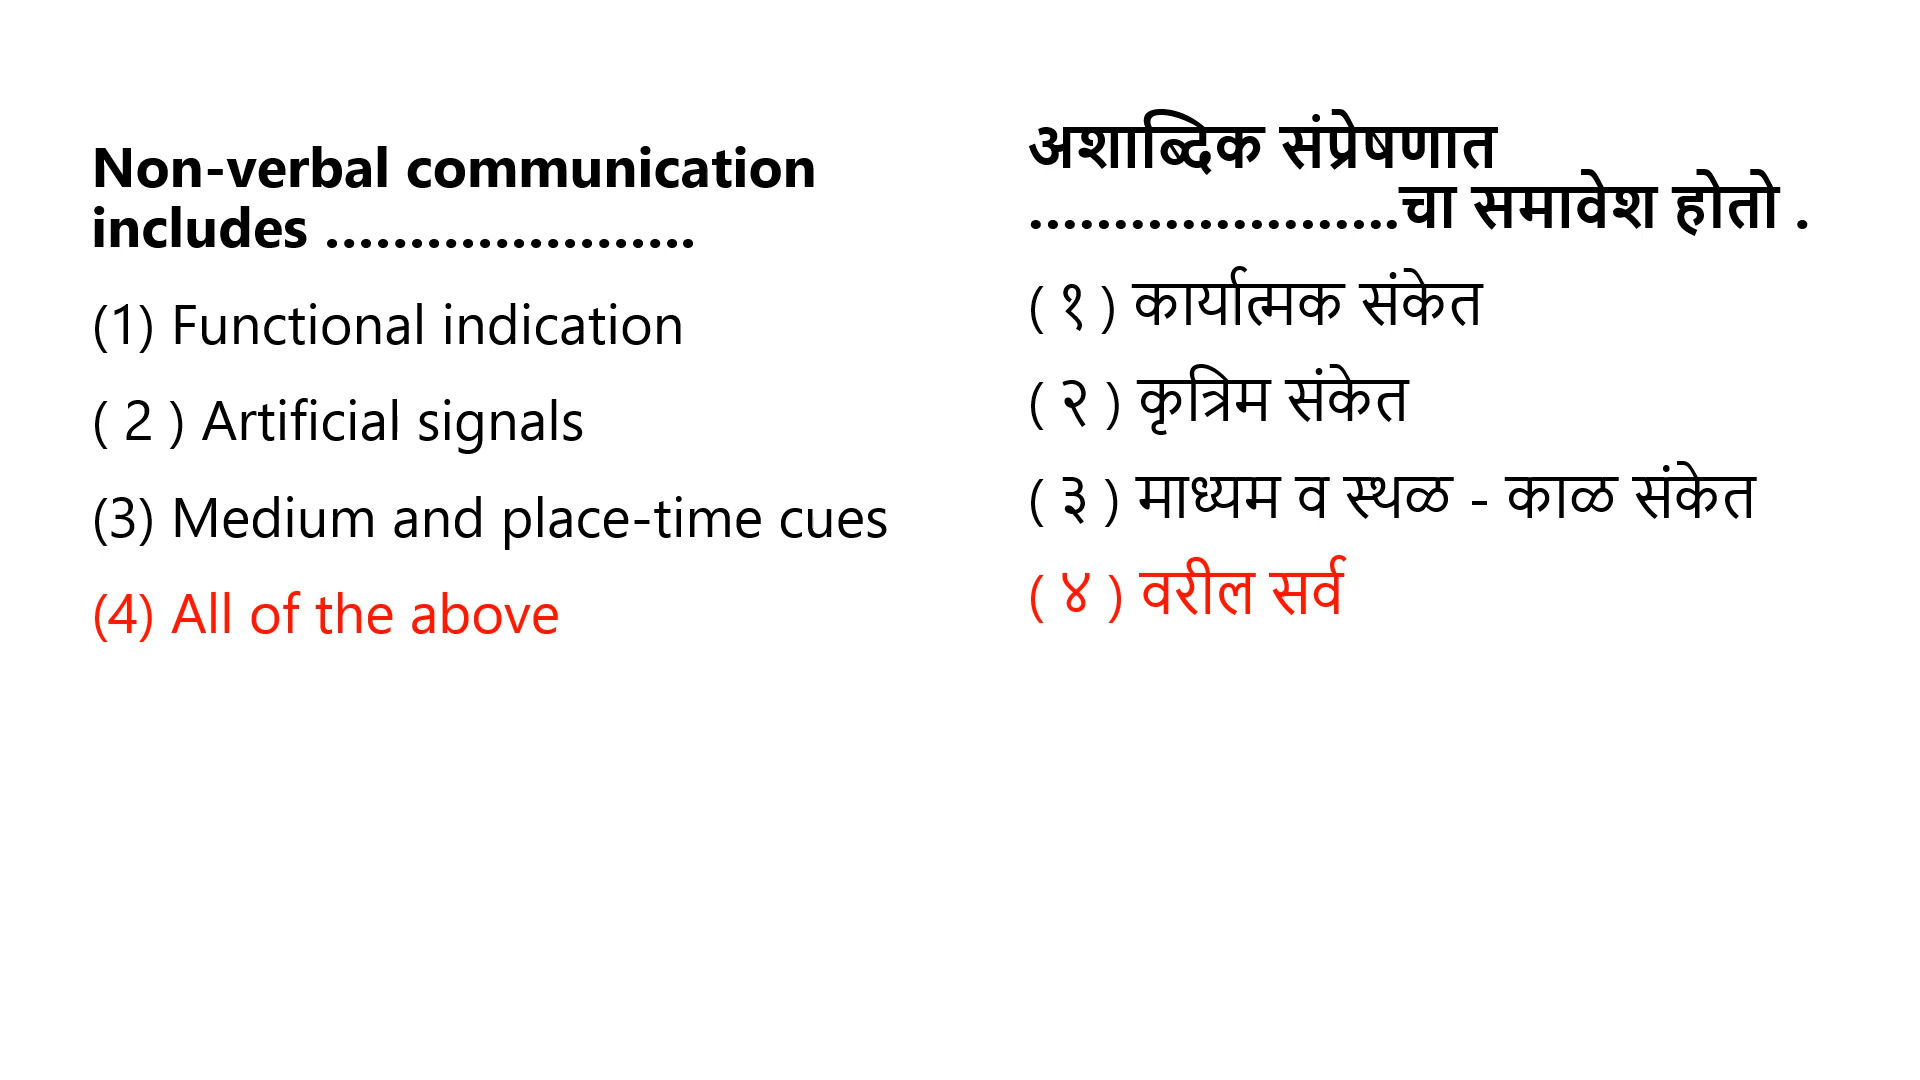 Non-verbal communication
includes ......................
(1) Functional indication
( 2 ) Artificial signals
(3) Medium and place-time cues
(4) All of the above
अशाब्दिक संप्रेषणात
......................चा समावेश होतो .
( १ ) कार्यात्मक संकेत
( २ ) कृत्रिम संकेत
( ३ ) माध्यम व स्थळ - काळ संकेत
( ४ ) वरील सर्व